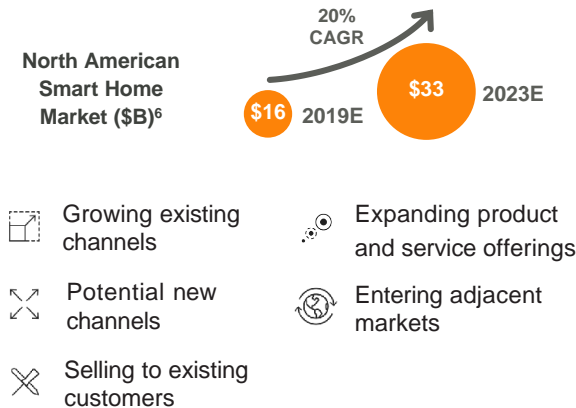 20%
CAGR
North American
Smart Home
Market ($B)6
$16
2019E
$33
2023E
Growing existing
channels
Expanding product
and service offerings
Potential new
channels
Entering adjacent
markets
Selling to existing
customers